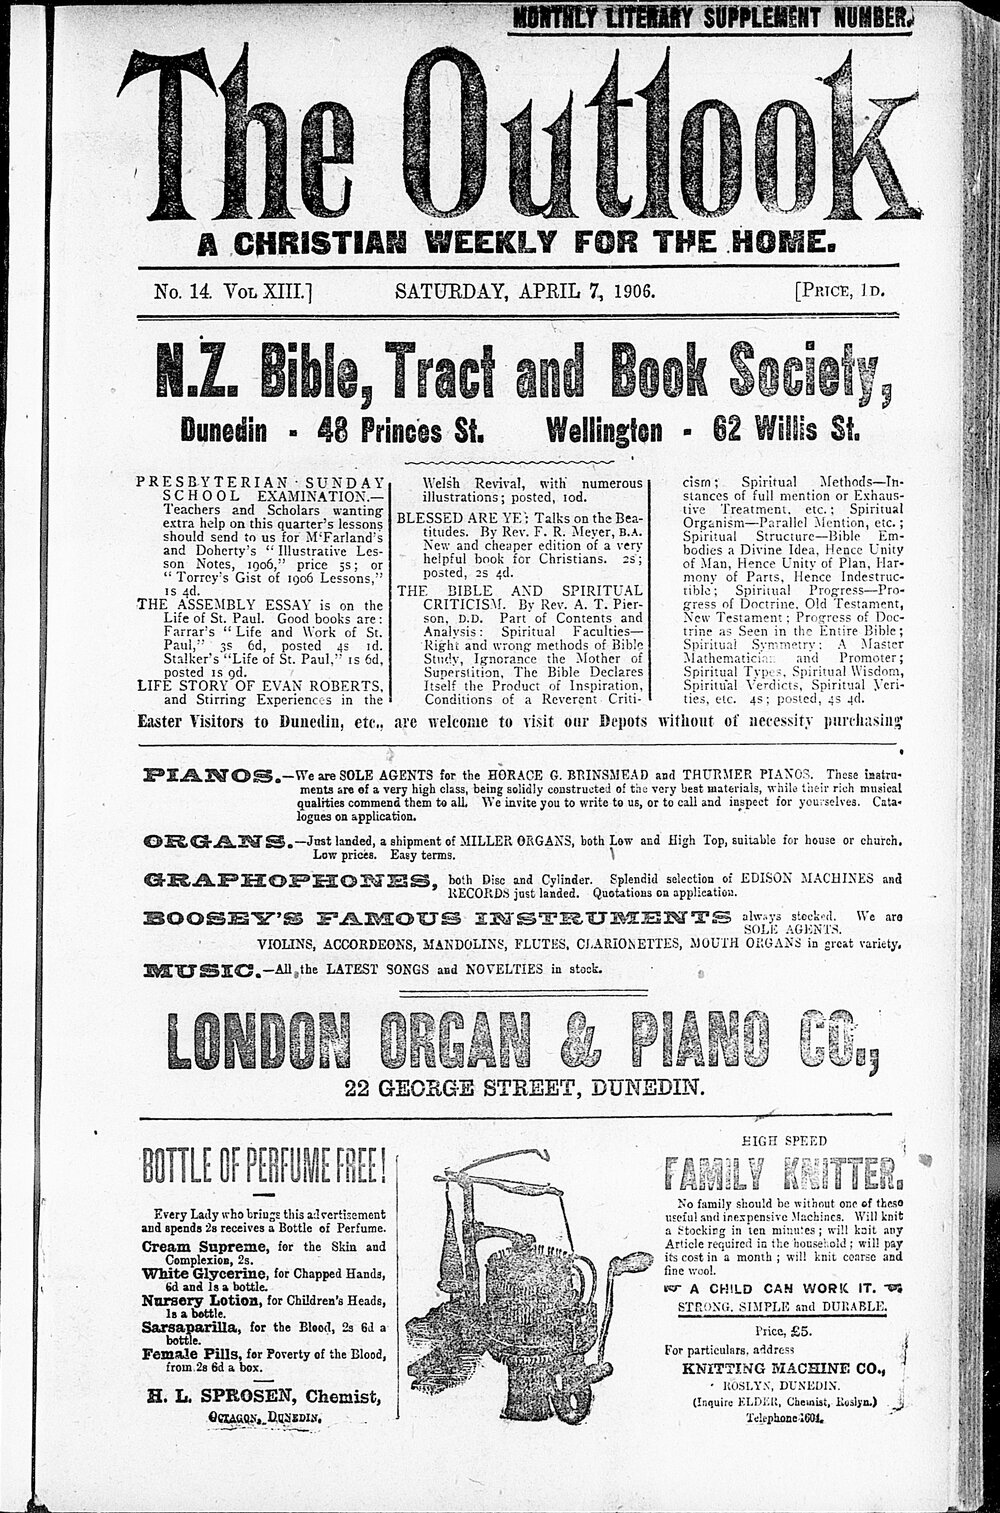 MONTHLY LITERARY SUPPLEMENT NUMBER.
The Outlook
A CHRISTIAN WEEKLY FOR THE HOME.
No. 14. Vol XIII.] SATURDAY, APRIL 7, 1906. [Price, 1d.
N.Z. Bible, Tract and Book Society,
Dunedin - 48 Princes St. Wellington - 62 Willis St.
PRESBYTERIAN SUNDAY
SCHOOL EXAMINATION.—
Teachers and Scholars wanting
extra help on this quarter's lessons
should send to us for M'Farland's
and Doherty's "Illustrative Les-
son Notes, 1906," price 5s; or
"Torrey's Gist of 1906 Lessons,"
1s 4d.
THE ASSEMBLY ESSAY is on the
Life of St. Paul. Good books are:
Farrar's "Life and Work of St.
Paul," 3s 6d, posted 4s 1d.
Stalker's "Life of St. Paul," 1s 6d,
posted 1s 9d.
LIFE STORY OF EVAN ROBERTS,
and Stirring Experiences in the
Welsh Revival, with numerous
illustrations; posted, 10d.
BLESSED ARE YE: Talks on the Bea-
titudes. By Rev. F. R. Meyer, B.A.
New and cheaper edition of a very
helpful book for Christians. 2s;
posted, 2s 4d.
THE BIBLE AND SPIRITUAL
CRITICISM. By Rev. A. T. Pier-
son, D.D. Part of Contents and
Analysis: Spiritual Faculties—
Right and wrong methods of Bible
Study, Ignorance the Mother of
Superstition, The Bible Declares
Itself the Product of Inspiration,
Conditions of a Reverent Criti-
cism; Spiritual Methods—In-
stances of full mention or Exhaus-
tive Treatment, etc.; Spiritual
Organism—Parallel Mention, etc.;
Spiritual Structure—Bible Em-
bodies a Divine Idea, Hence Unity
of Man, Hence Unity of Plan, Har-
mony of Parts, Hence Indestruc-
tible; Spiritual Progress—Pro-
gress of Doctrine, Old Testament,
New Testament; Progress of Doc-
trine as Seen in the Entire Bible;
Spiritual Symmetry: A Master
Mathematician and Promoter;
Spiritual Types, Spiritual Wisdom,
Spiritual Verdicts, Spiritual Veri-
ties, etc. 4s; posted, 4s 4d.
Easter Visitors to Dunedin, etc., are welcome to visit our Depots without of necessity purchasing
PIANOS.—We are SOLE AGENTS for the HORACE G. BRINSMEAD and THURMER PIANOS. These instru-
ments are of a very high class, being solidly constructed of the very best materials, while their rich musical
qualities commend them to all. We invite you to write to us, or to call and inspect for yourselves. Cata-
logues on application.
ORGANS.—Just landed, a shipment of MILLER ORGANS, both Low and High Top, suitable for house or church.
Low prices. Easy terms.
GRAPHOPHONES, both Disc and Cylinder. Splendid selection of EDISON MACHINES and
RECORDS just landed. Quotations on application.
BOOSEY'S FAMOUS INSTRUMENTS always stocked. We are
SOLE AGENTS.
VIOLINS, ACCORDEONS, MANDOLINS, FLUTES, CLARIONETTES, MOUTH ORGANS in great variety.
MUSIC.—All the LATEST SONGS and NOVELTIES in stock.
LONDON ORGAN & PIANO CO.,
22 GEORGE STREET, DUNEDIN.
BOTTLE OF PERFUME FREE!
Every Lady who brings this advertisement
and spends 2s receives a Bottle of Perfume.
Cream Supreme, for the Skin and
Complexion, 2s.
White Glycerine, for Chapped Hands,
6d and 1s a bottle.
Nursery Lotion, for Children's Heads,
1s a bottle.
Sarsaparilla, for the Blood, 2s 6d a
bottle.
Female Pills, for Poverty of the Blood,
from 2s 6d a box.
H. L. SPROSEN, Chemist,
Octagon, Dunedin.
HIGH SPEED
FAMILY KNITTER.
No family should be without one of these
useful and inexpensive Machines. Will knit
a Stocking in ten minutes; will knit any
Article required in the household; will pay
its cost in a month; will knit coarse and
fine wool.
A CHILD CAN WORK IT.
STRONG, SIMPLE and DURABLE.
Price, £5.
For particulars, address
KNITTING MACHINE CO.,
ROSLYN, DUNEDIN.
(Inquire ELDER, Chemist, Roslyn.)
Telephone 1604.